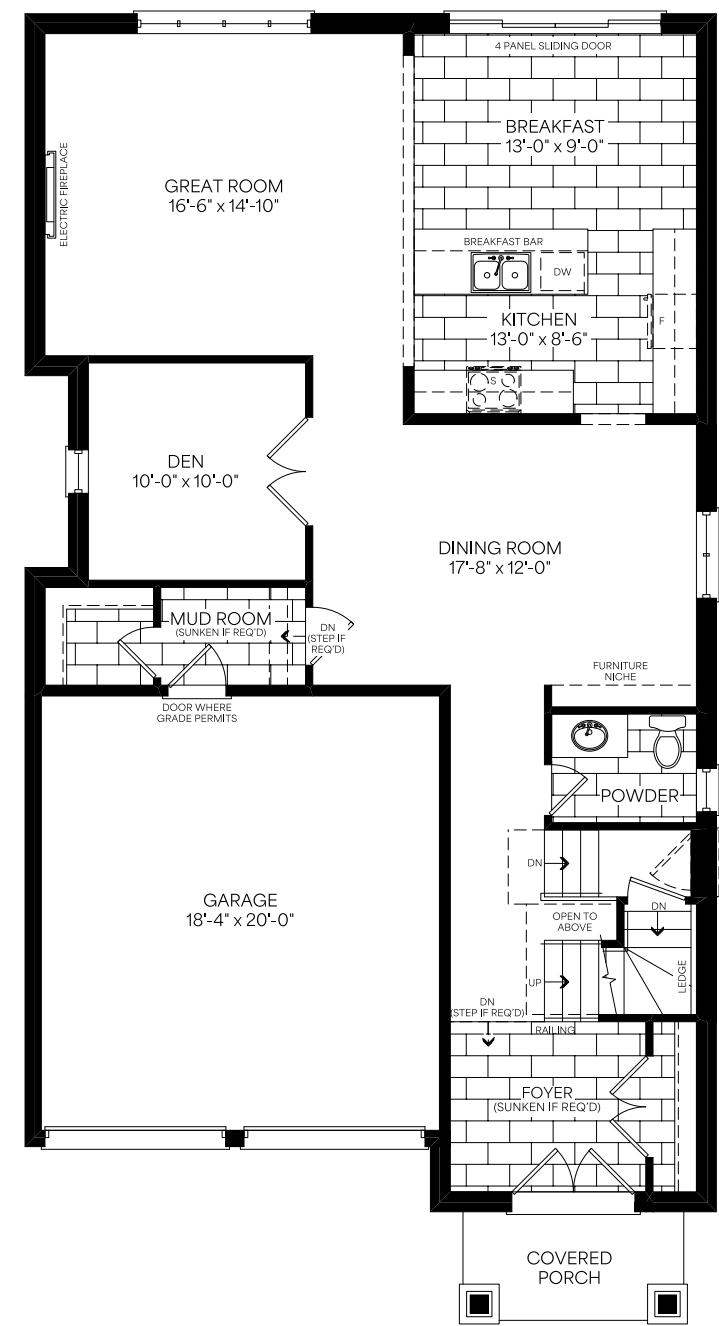 4 PANEL SLIDING DOOR
BREAKFAST
13'-0" x 9'-0"
ELECTRIC FIREPLACE
GREAT ROOM
16'-6" x 14'-10"
BREAKFAST BAR
DW
KITCHEN
13'-0" x 8'-6"
F
S
DEN
10'-0" x 10'-0"
DINING ROOM
17'-8" x 12'-0"
MUD ROOM
(SUNKEN IF REQ'D)
DN
(STEP IF
REQ'D)
FURNITURE
NICHE
DOOR WHERE
GRADE PERMITS
POWDER
DN
GARAGE
18'-4" x 20'-0"
DN
OPEN TO
ABOVE
LEDGE
UP
DN
(STEP IF REQ'D)
RAILING
FOYER
(SUNKEN IF REQ'D)
COVERED
PORCH